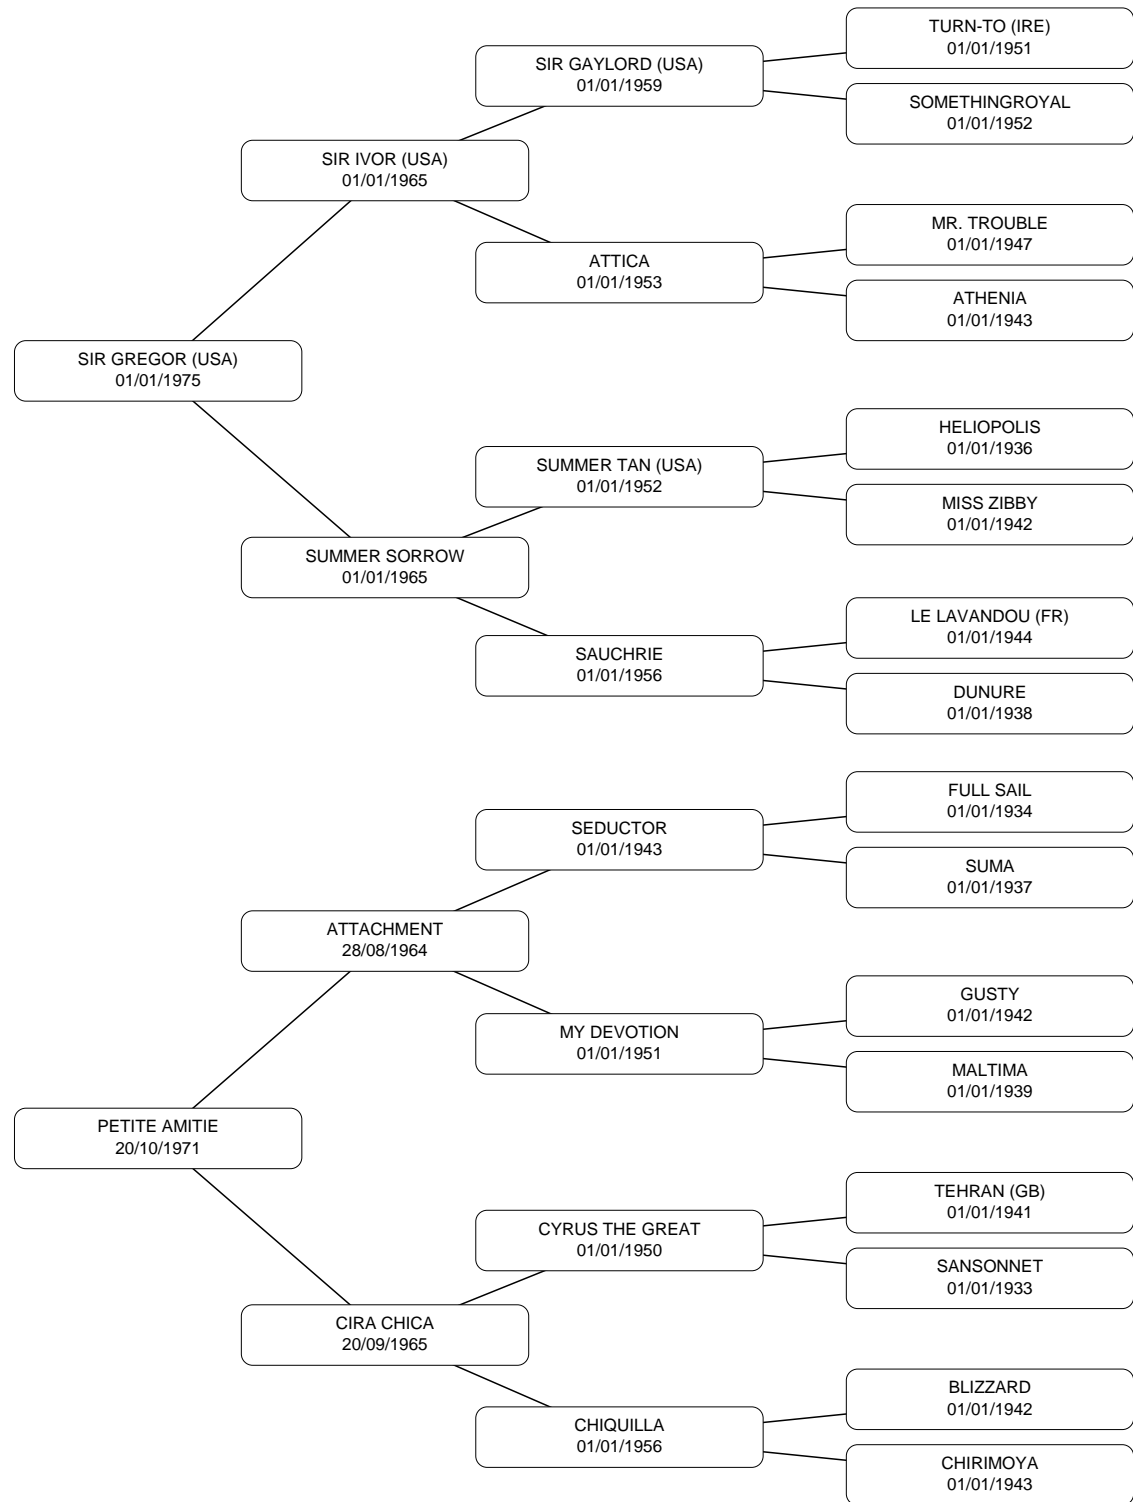 TURN-TO (IRE)
01/01/1951
SIR GAYLORD (USA)
01/01/1959
SOMETHINGROYAL
01/01/1952
SIR IVOR (USA)
01/01/1965
MR. TROUBLE
01/01/1947
ATTICA
01/01/1953
ATHENIA
01/01/1943
SIR GREGOR (USA)
01/01/1975
HELIOPOLIS
01/01/1936
SUMMER TAN (USA)
01/01/1952
MISS ZIBBY
01/01/1942
SUMMER SORROW
01/01/1965
LE LAVANDOU (FR)
01/01/1944
SAUCHRIE
01/01/1956
DUNURE
01/01/1938
FULL SAIL
01/01/1934
SEDUCTOR
01/01/1943
SUMA
01/01/1937
ATTACHMENT
28/08/1964
GUSTY
01/01/1942
MY DEVOTION
01/01/1951
MALTIMA
01/01/1939
PETITE AMITIE
20/10/1971
TEHRAN (GB)
01/01/1941
CYRUS THE GREAT
01/01/1950
SANSONNET
01/01/1933
CIRA CHICA
20/09/1965
BLIZZARD
01/01/1942
CHIQUILLA
01/01/1956
CHIRIMOYA
01/01/1943